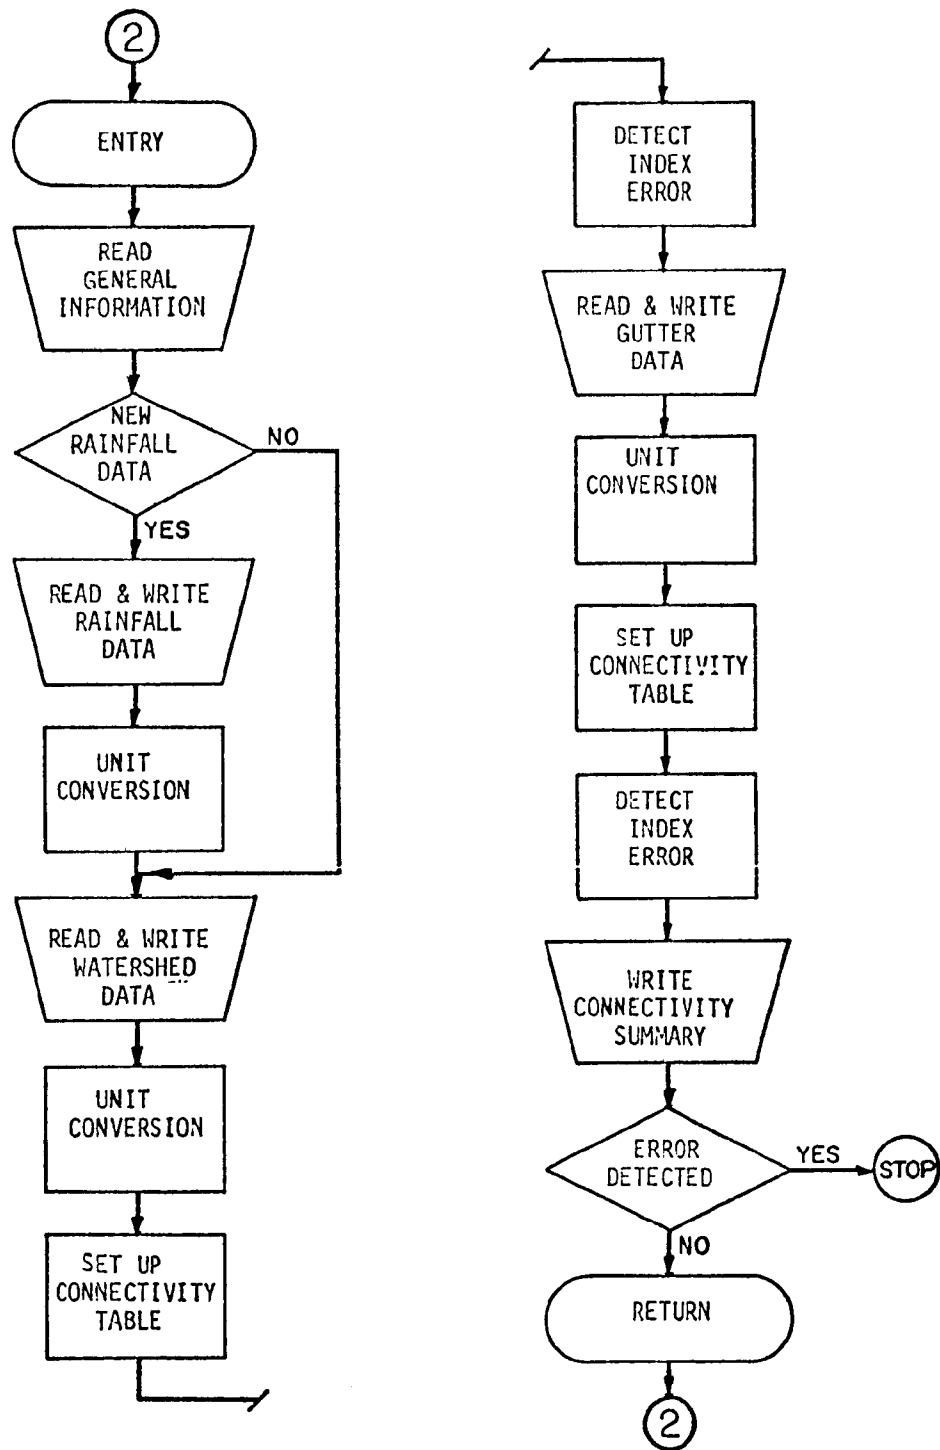 2
ENTRY
READ
GENERAL
INFORMATION
NEW
RAINFALL
DATA
NO
YES
READ & WRITE
RAINFALL
DATA
UNIT
CONVERSION
READ & WRITE
WATERSHED
DATA
UNIT
CONVERSION
SET UP
CONNECTIVITY
TABLE
DETECT
INDEX
ERROR
READ & WRITE
GUTTER
DATA
UNIT
CONVERSION
SET UP
CONNECTIVITY
TABLE
DETECT
INDEX
ERROR
WRITE
CONNECTIVITY
SUMMARY
ERROR
DETECTED
YES
STOP
NO
RETURN
2